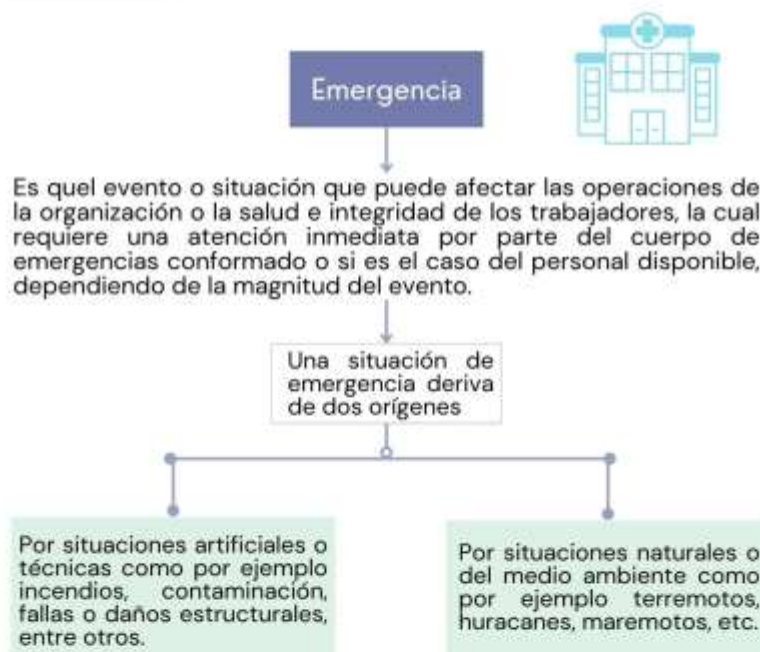 Emergencia
Es quel evento o situación que puede afectar las operaciones de
la organización o la salud e integridad de los trabajadores, la cual
requiere una atención inmediata por parte del cuerpo de
emergencias conformado o si es el caso del personal disponible,
dependiendo de la magnitud del evento.
Una situación de
emergencia deriva
de dos orígenes
Por situaciones artificiales o
técnicas como por ejemplo
incendios, contaminación,
fallas o daños estructurales,
entre otros.
Por situaciones naturales o
del medio ambiente como
por ejemplo terremotos,
huracanes, maremotos, etc.